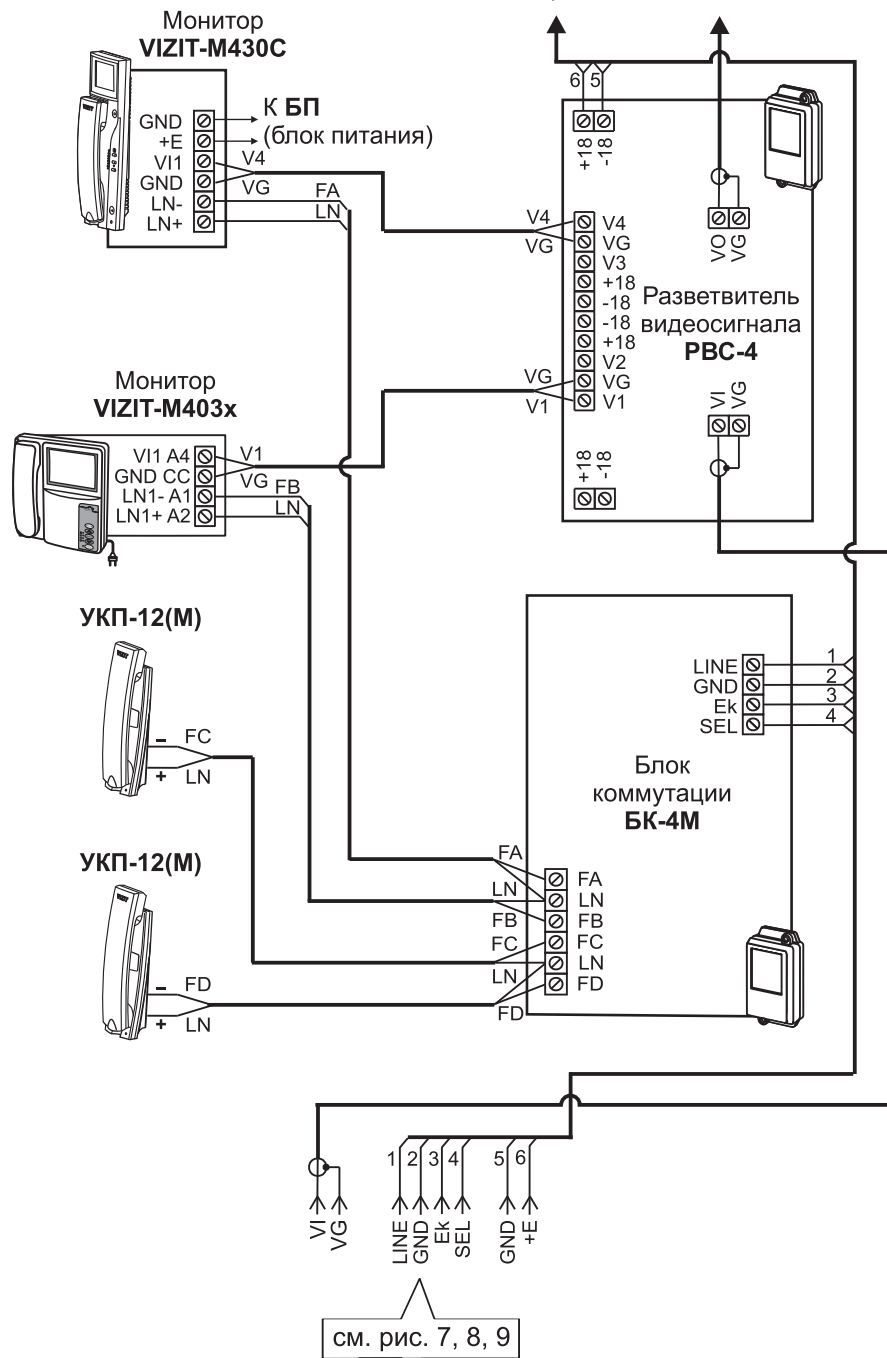 Монитор
VIZIT-M430C
GND
+E
VI1
GND
LN-
LN+
К БП
(блок питания)
V4
VG
FA
LN
6
5
+18
-18
VO
VG
V4
VG
V4
VG
V3
+18
-18
-18
+18
V2
VG
V1
VG
V1
Разветвитель
видеосигнала
РВС-4
VI
VG
+18
-18
Монитор
VIZIT-M403x
VI1 A4
GND CC
LN1- A1
LN1+ A2
V1
VG
FB
LN
УКП-12(М)
VIZIT
–
+
FC
LN
LINE
GND
Ek
SEL
1
2
3
4
Блок
коммутации
БК-4М
УКП-12(М)
VIZIT
–
+
FD
LN
FA
LN
FB
FC
LN
FD
FA
LN
FB
FC
LN
FD
1
2
3
4
5
6
VI
VG
LINE
GND
Ek
SEL
GND
+E
см. рис. 7, 8, 9